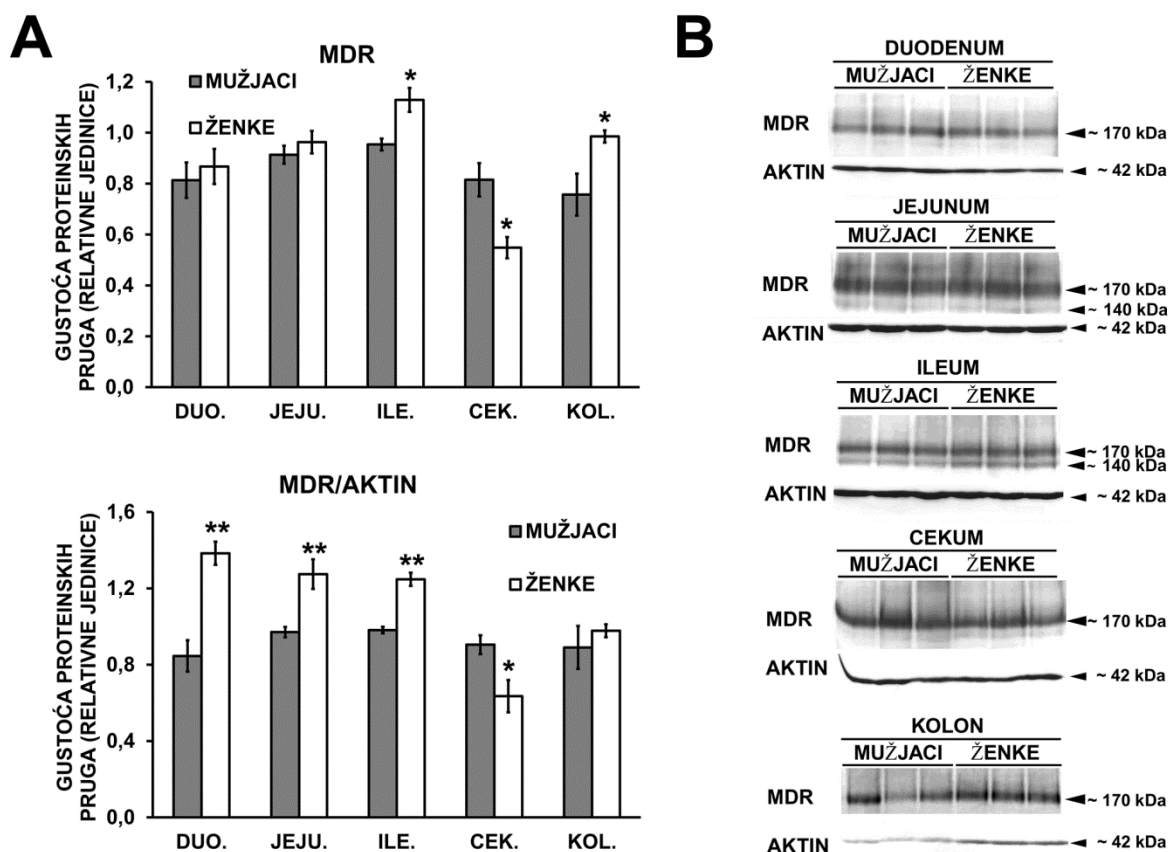 A
MDR
MUŽJACI
ŽENKE
GUSTOĆA PROTEINSKIH
PRUGA (RELATIVNE JEDINICE)
1,2
1,0
0,8
0,6
0,4
0,2
0,0
*
*
*
DUO. JEJU. ILE. CEK. KOL.
MDR/AKTIN
MUŽJACI
ŽENKE
GUSTOĆA PROTEINSKIH
PRUGA (RELATIVNE JEDINICE)
1,6
1,2
0,8
0,4
0,0
**
**
**
*
DUO. JEJU. ILE. CEK. KOL.
B
DUODENUM
MUŽJACI ŽENKE
MDR ~ 170 kDa
AKTIN ~ 42 kDa
JEJUNUM
MUŽJACI ŽENKE
MDR ~ 170 kDa
~ 140 kDa
AKTIN ~ 42 kDa
ILEUM
MUŽJACI ŽENKE
MDR ~ 170 kDa
~ 140 kDa
AKTIN ~ 42 kDa
CEKUM
MUŽJACI ŽENKE
MDR ~ 170 kDa
AKTIN ~ 42 kDa
KOLON
MUŽJACI ŽENKE
MDR ~ 170 kDa
AKTIN ~ 42 kDa